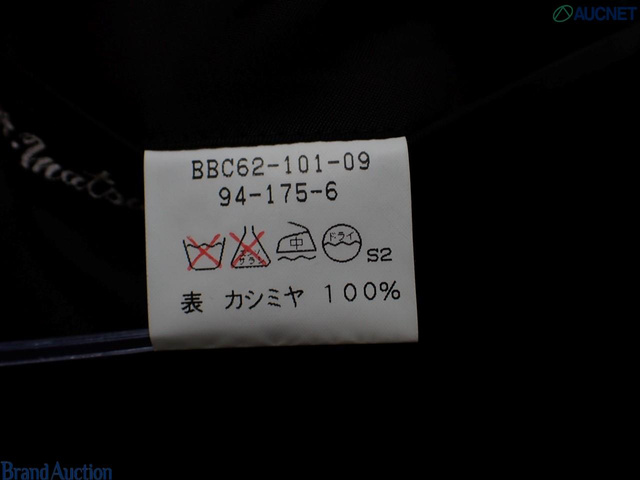 AUCNET
BBC62-101-09
94-175-6
中
ドライ
S2
表 カシミヤ 100%
Brand Auction